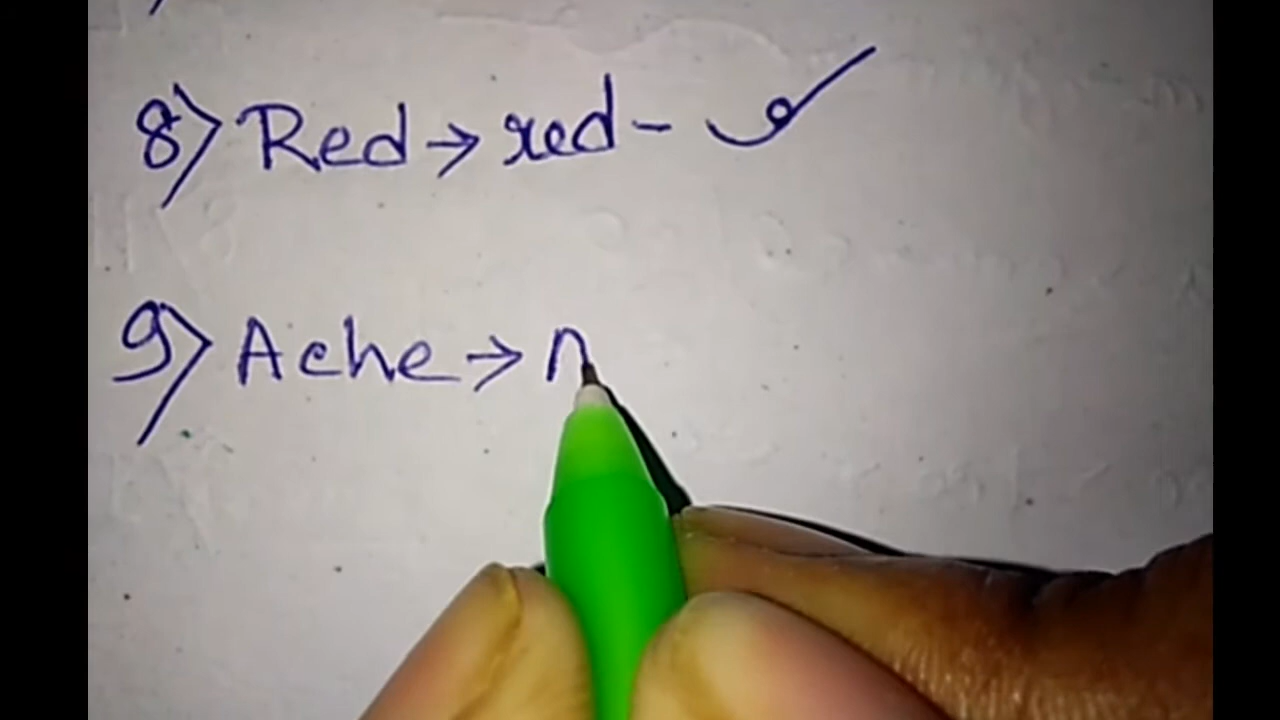 8) Red → red -
9) Ache → n